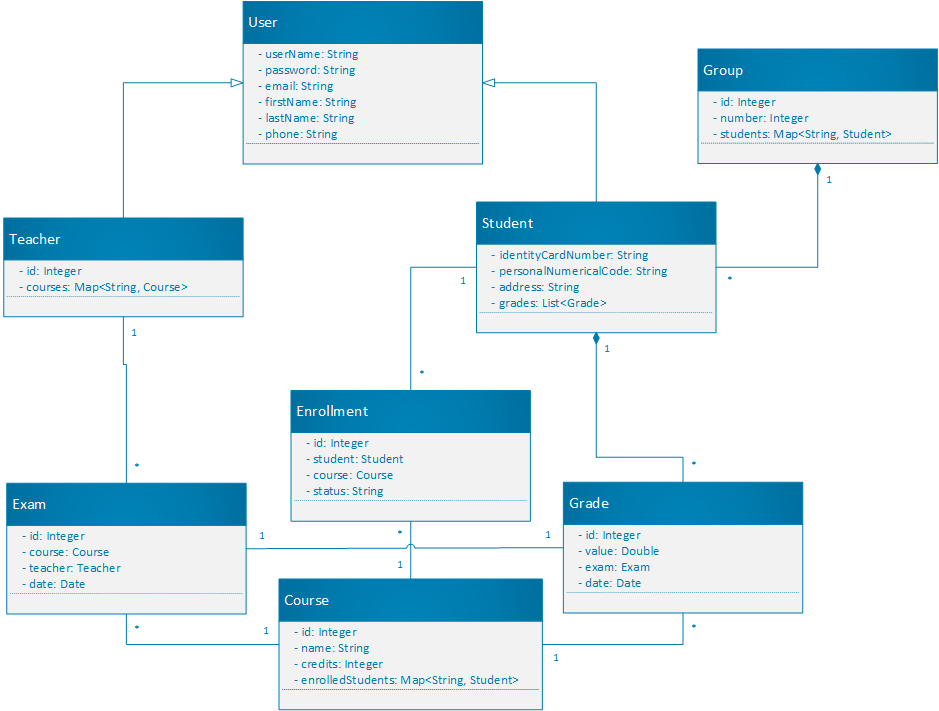 User
- userName: String
- password: String
- email: String
- firstName: String
- lastName: String
- phone: String
Group
- id: Integer
- number: Integer
- students: Map<String, Student>
1
*
Teacher
- id: Integer
- courses: Map<String, Course>
1
*
Student
- identityCardNumber: String
- personalNumericalCode: String
- address: String
- grades: List<Grade>
1
*
1
*
Enrollment
- id: Integer
- student: Student
- course: Course
- status: String
*
1
Exam
- id: Integer
- course: Course
- teacher: Teacher
- date: Date
1
1
*
1
Grade
- id: Integer
- value: Double
- exam: Exam
- date: Date
*
1
Course
- id: Integer
- name: String
- credits: Integer
- enrolledStudents: Map<String, Student>